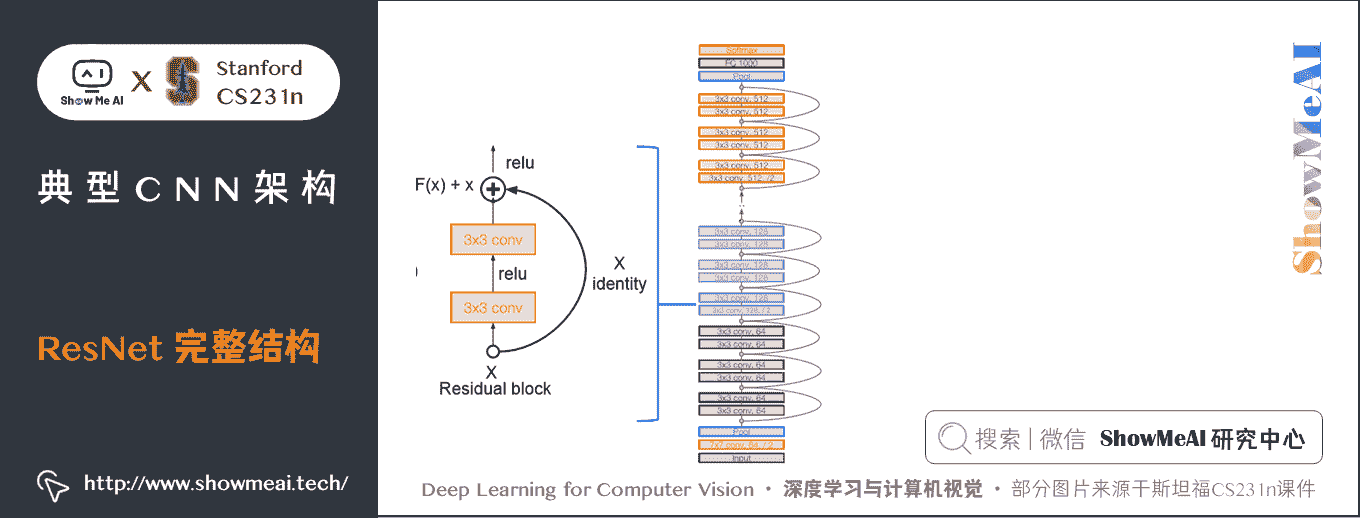 Show Me AI
X
Stanford
CS231n
典型CNN架构
ResNet 完整结构
http://www.showmeai.tech/
relu
F(x) + x
3x3 conv
relu
X
identity
3x3 conv
X
Residual block
Softmax
FC 1000
Pool
3x3 conv, 512
3x3 conv, 512
3x3 conv, 512
3x3 conv, 512
3x3 conv, 512
3x3 conv, 512, /2
..
3x3 conv, 128
3x3 conv, 128
3x3 conv, 128
3x3 conv, 128
3x3 conv, 128
3x3 conv, 128, / 2
3x3 conv, 64
3x3 conv, 64
3x3 conv, 64
3x3 conv, 64
3x3 conv, 64
3x3 conv, 64
Pool
7x7 conv, 64, / 2
Input
ShowMeAI
搜索 | 微信 ShowMeAI 研究中心
Deep Learning for Computer Vision · 深度学习与计算机视觉 · 部分图片来源于斯坦福CS231n课件